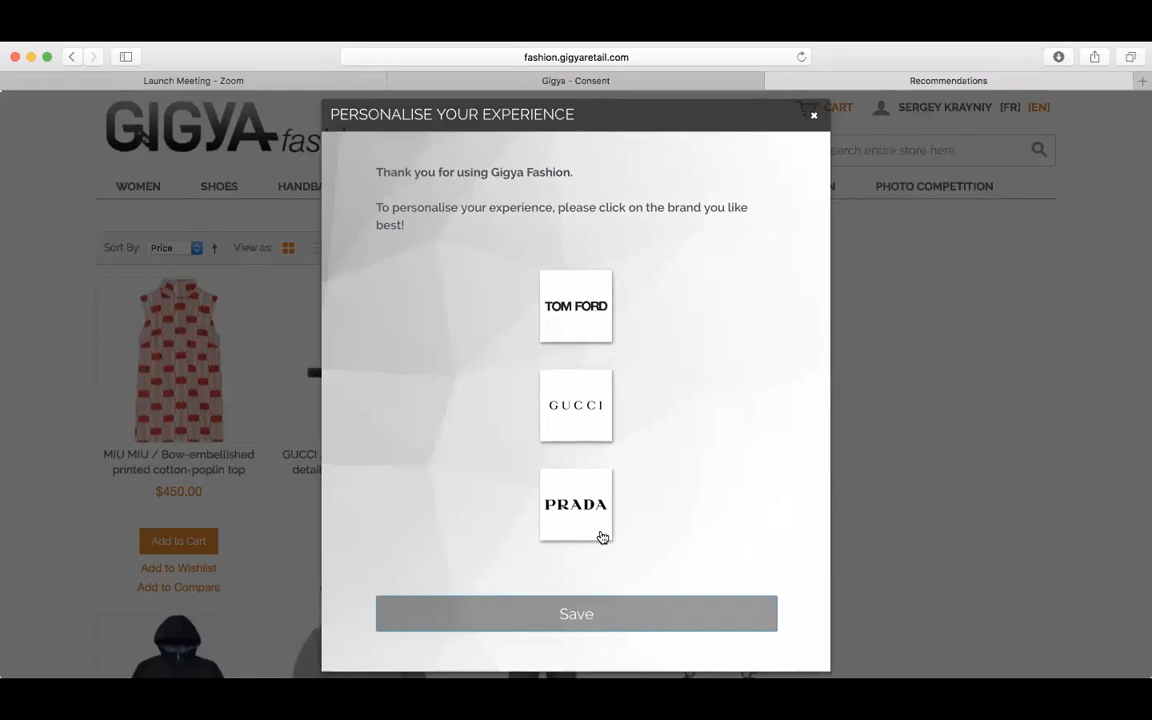 fashion.gigyaretail.com
Launch Meeting - Zoom
Gigya - Consent
Recommendations
GIGYA
PERSONALISE YOUR EXPERIENCE
CART
SERGEY KRAYNIY [FR] [EN]
search entire store here.
WOMEN
SHOES
PHOTO COMPETITION
Thank you for using Gigya Fashion.
To personalise your experience, please click on the brand you like
best!
Sort By: Price
View as:
TOM FORD
GUCCI
PRADA
MIU MIU / Bow-embellished
printed cotton-poplin top
$450.00
GUCCI
Add to Cart
Add to Wishlist
Add to Compare
Save